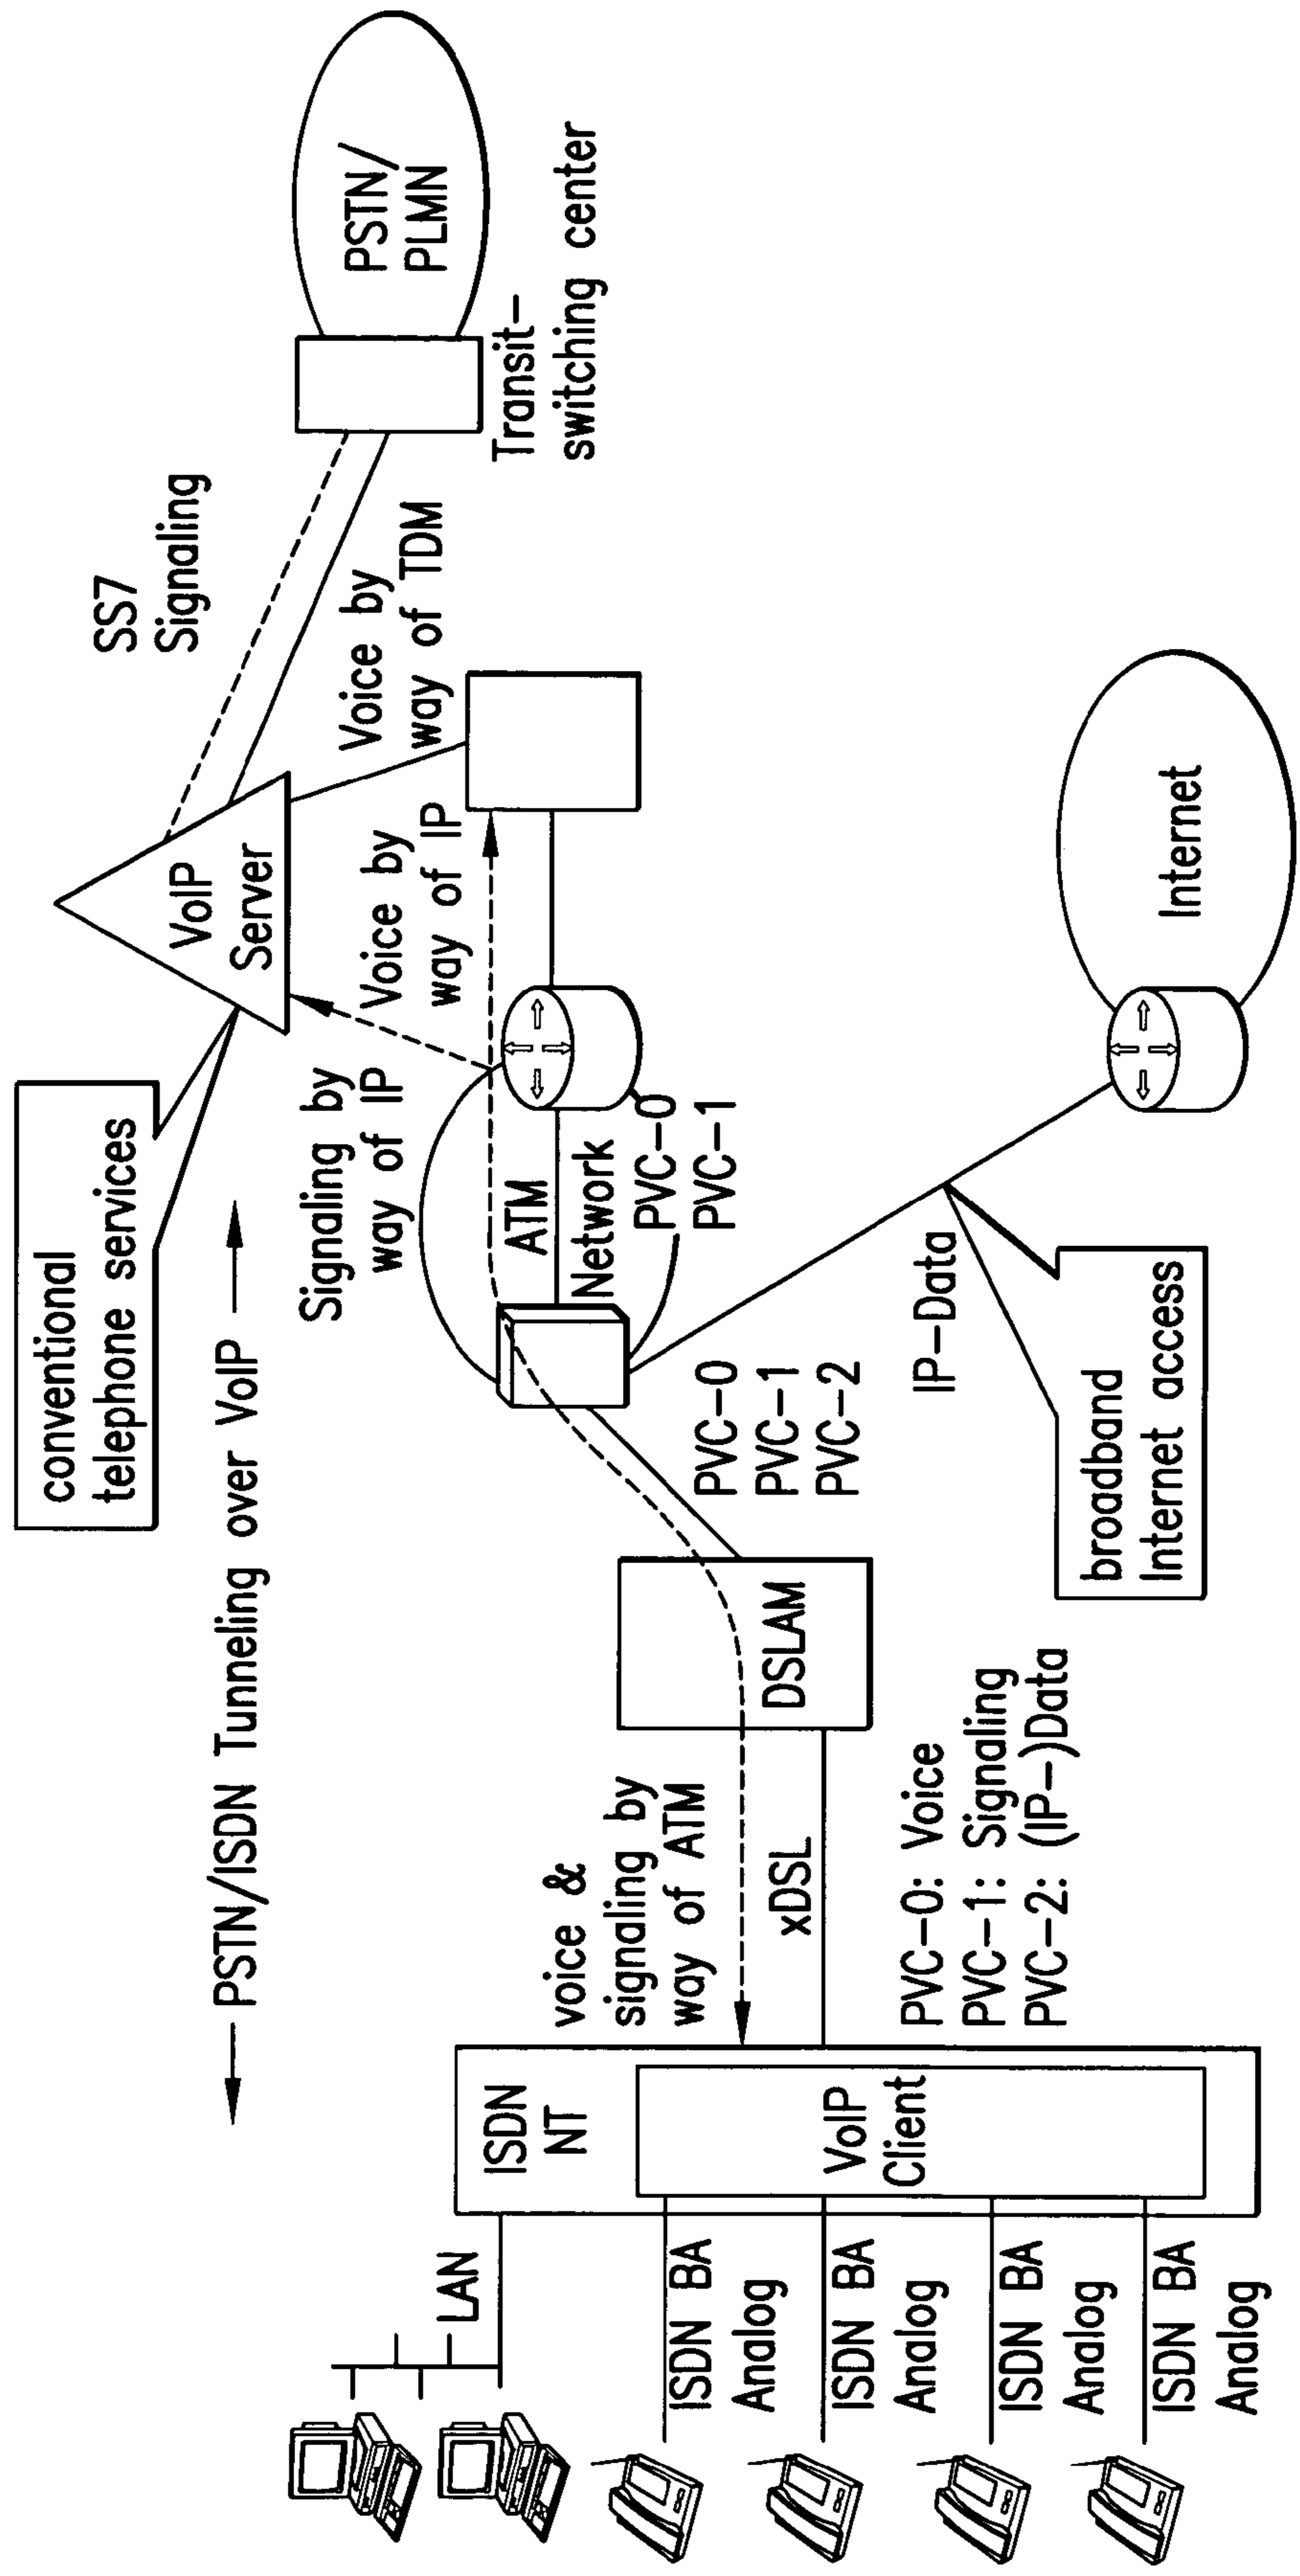 conventional
telephone services
PSTN/ISDN Tunneling over VoIP
VoIP
Server
SS7
Signaling
PSTN/
PLMN
Transit-
switching center
Voice by
way of TDM
Voice by
way of IP
Signaling by
way of IP
ATM
Network
PVC-0
PVC-1
PVC-0
PVC-1
PVC-2
IP-Data
Internet
broadband
Internet access
DSLAM
voice &
signaling by
way of ATM
xDSL
PVC-0: Voice
PVC-1: Signaling
PVC-2: (IP-)Data
ISDN
NT
VoIP
Client
LAN
ISDN BA
Analog
ISDN BA
Analog
ISDN BA
Analog
ISDN BA
Analog